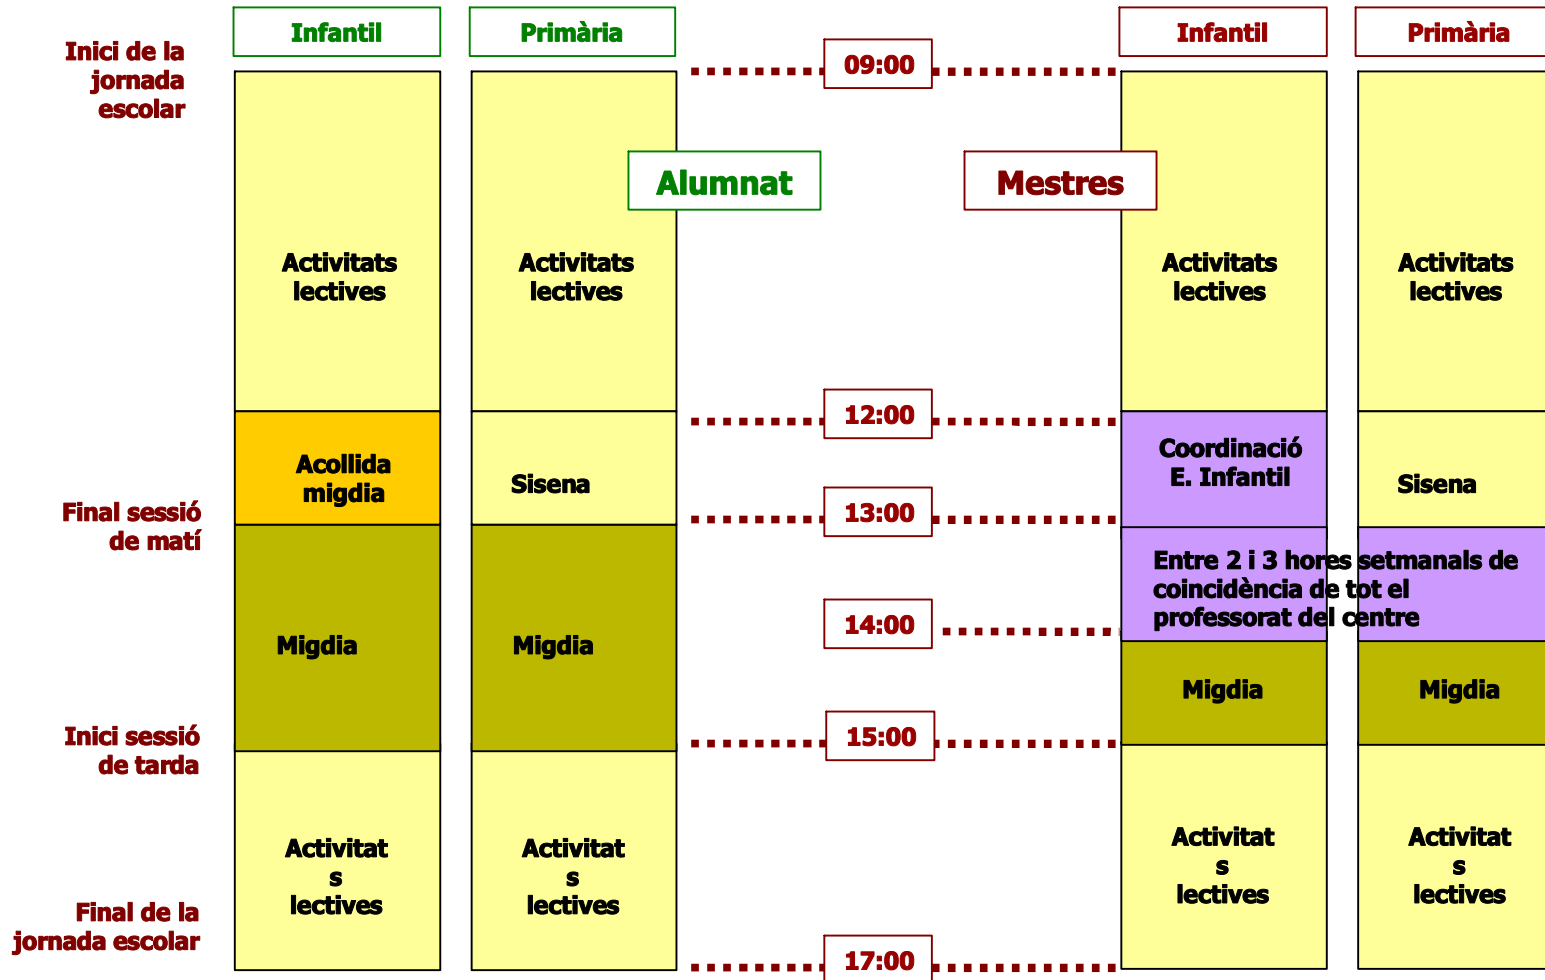 Infantil
Primària
Infantil
Primària
Inici de la
jornada
escolar
09:00
Alumnat
Mestres
Activitats
lectives
Activitats
lectives
Activitats
lectives
Activitats
lectives
12:00
Acollida
migdia
Sisena
Coordinació
E. Infantil
Sisena
Final sessió
de matí
13:00
Entre 2 i 3 hores setmanals de
coincidència de tot el
professorat del centre
14:00
Migdia
Migdia
Migdia
Migdia
Inici sessió
de tarda
15:00
Activitat
s
lectives
Activitat
s
lectives
Activitat
s
lectives
Activitat
s
lectives
Final de la
jornada escolar
17:00